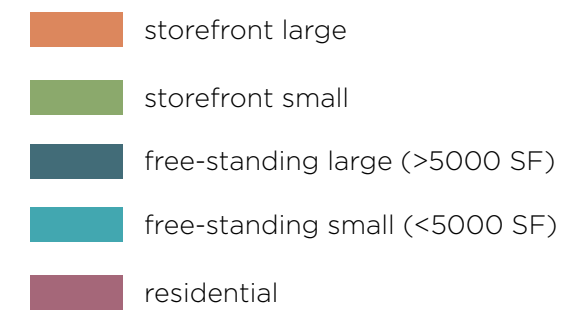 storefront large
storefront small
free-standing large (>5000 SF)
free-standing small (<5000 SF)
residential